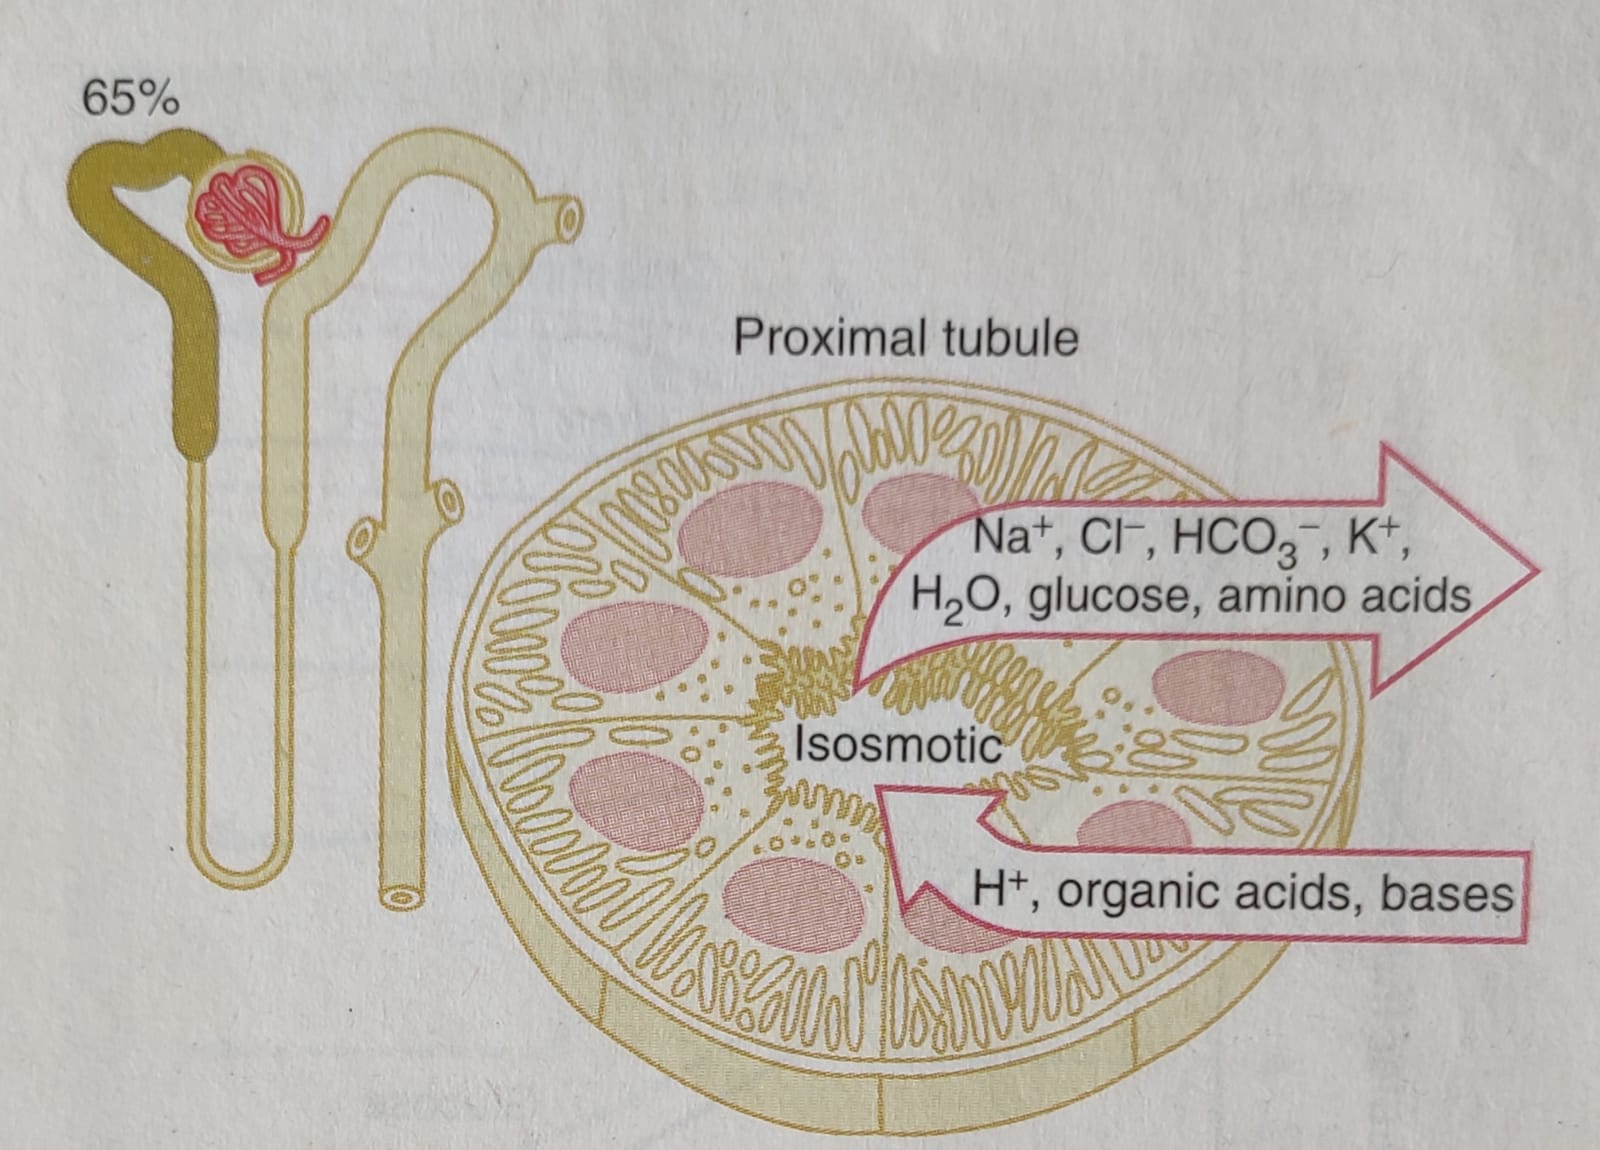 65%
Proximal tubule
Na⁺, Cl⁻, HCO₃⁻, K⁺,
H₂O, glucose, amino acids
Isosmotic
H⁺, organic acids, bases